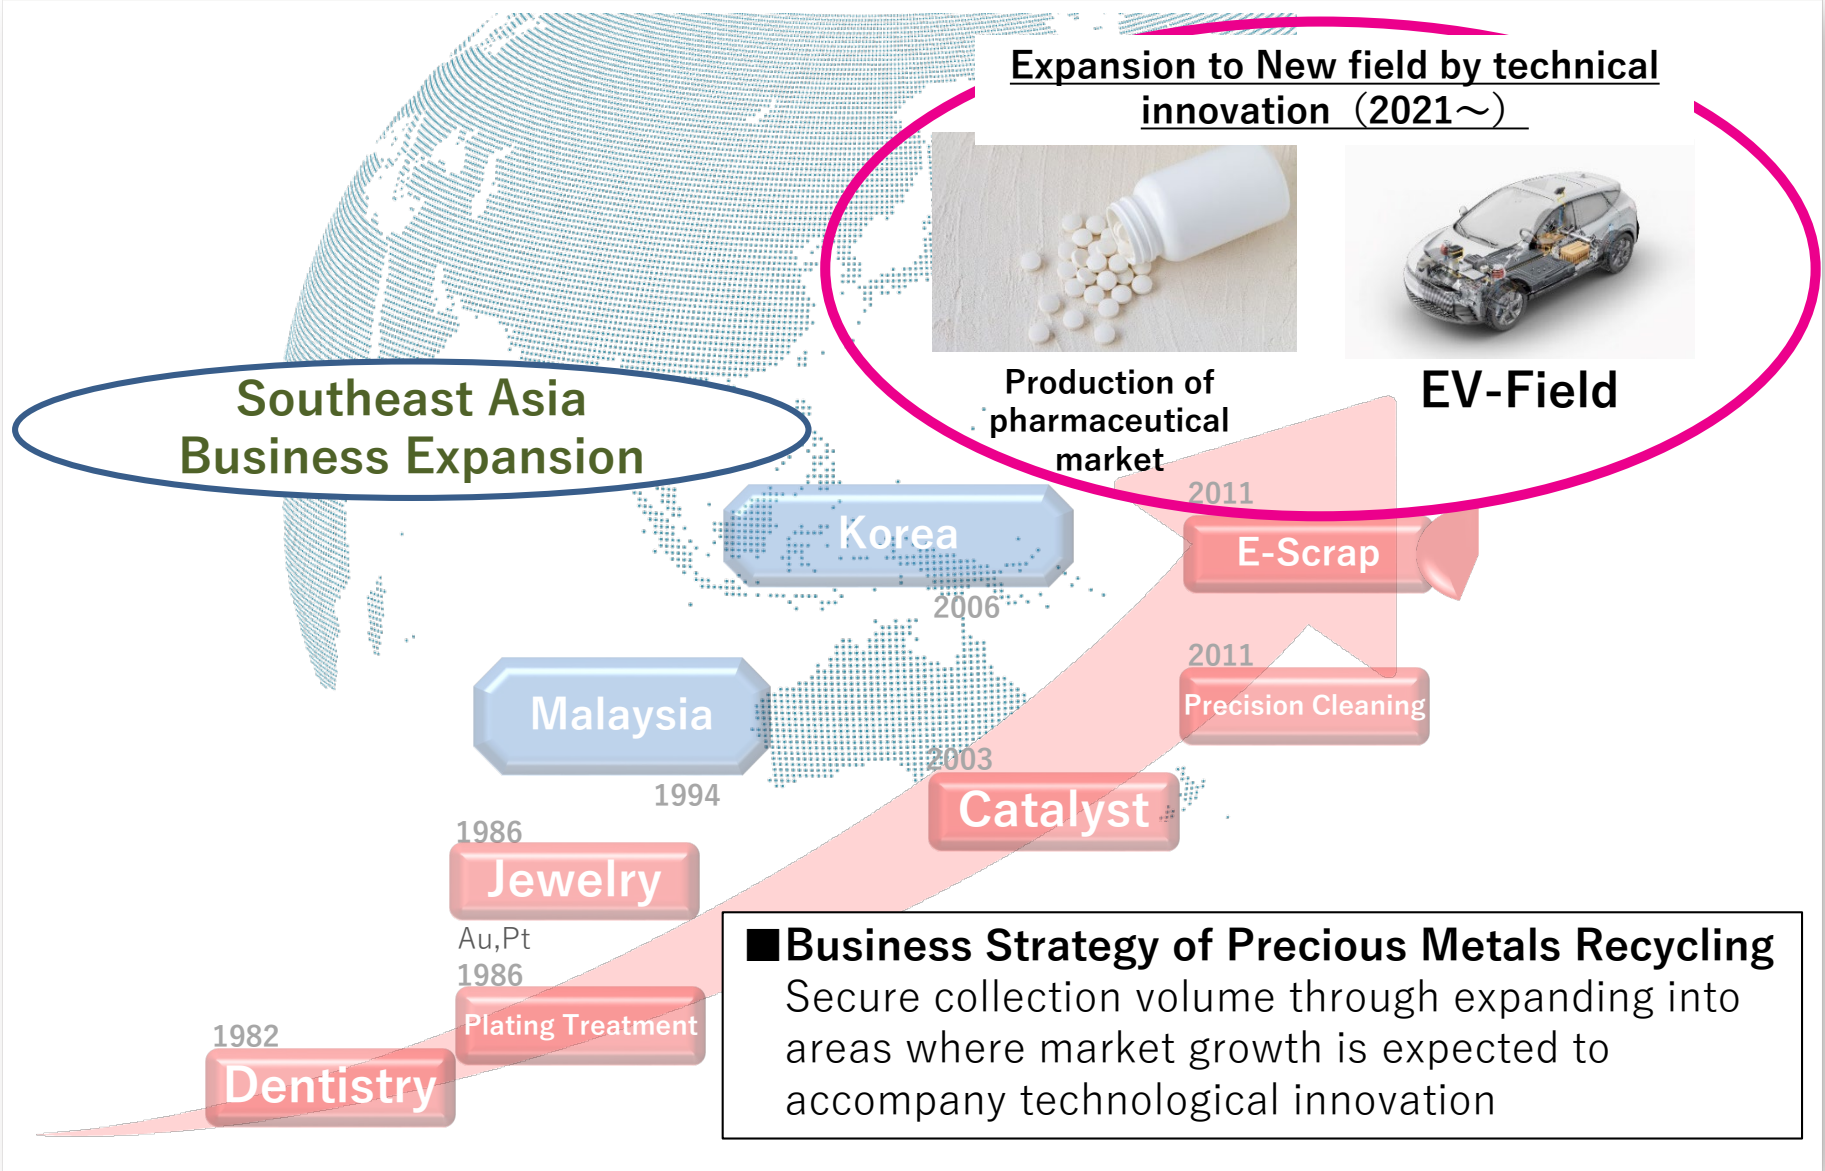 Expansion to New field by technical
innovation（2021～）
Production of
pharmaceutical
market
EV-Field
Southeast Asia
Business Expansion
Korea
2006
2011
E-Scrap
2011
Precision Cleaning
Malaysia
1994
2003
Catalyst
1986
Jewelry
Au,Pt
1986
Plating Treatment
1982
Dentistry
■Business Strategy of Precious Metals Recycling
Secure collection volume through expanding into
areas where market growth is expected to
accompany technological innovation